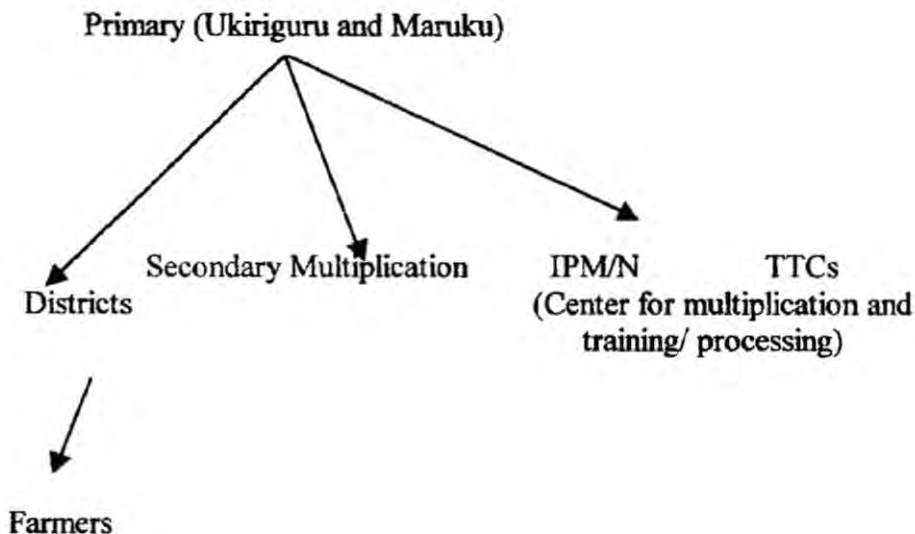 Primary (Ukiriguru and Maruku)
Secondary Multiplication IPM/N TTCs
Districts (Center for multiplication and
training/ processing)
Farmers